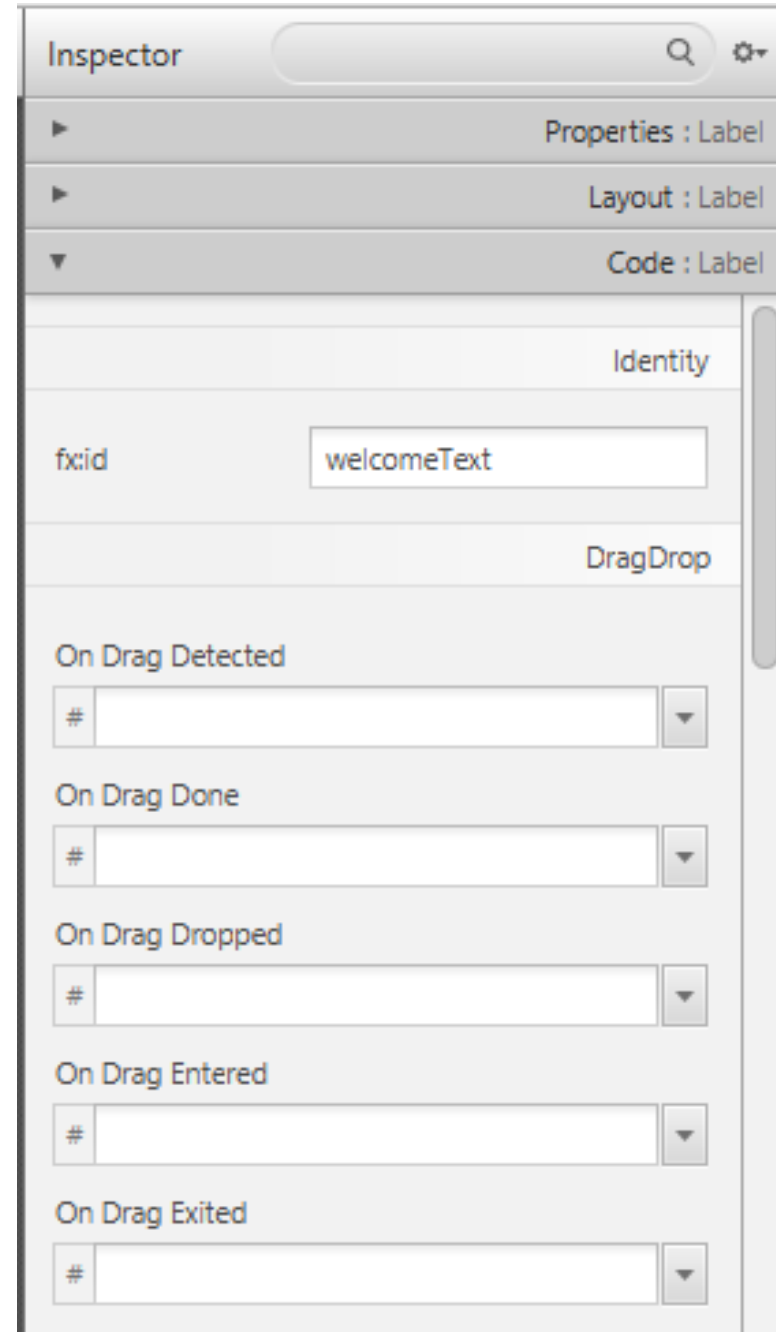 Inspector
Properties : Label
Layout : Label
Code : Label
Identity
fx:id welcomeText
DragDrop
On Drag Detected
#
On Drag Done
#
On Drag Dropped
#
On Drag Entered
#
On Drag Exited
#